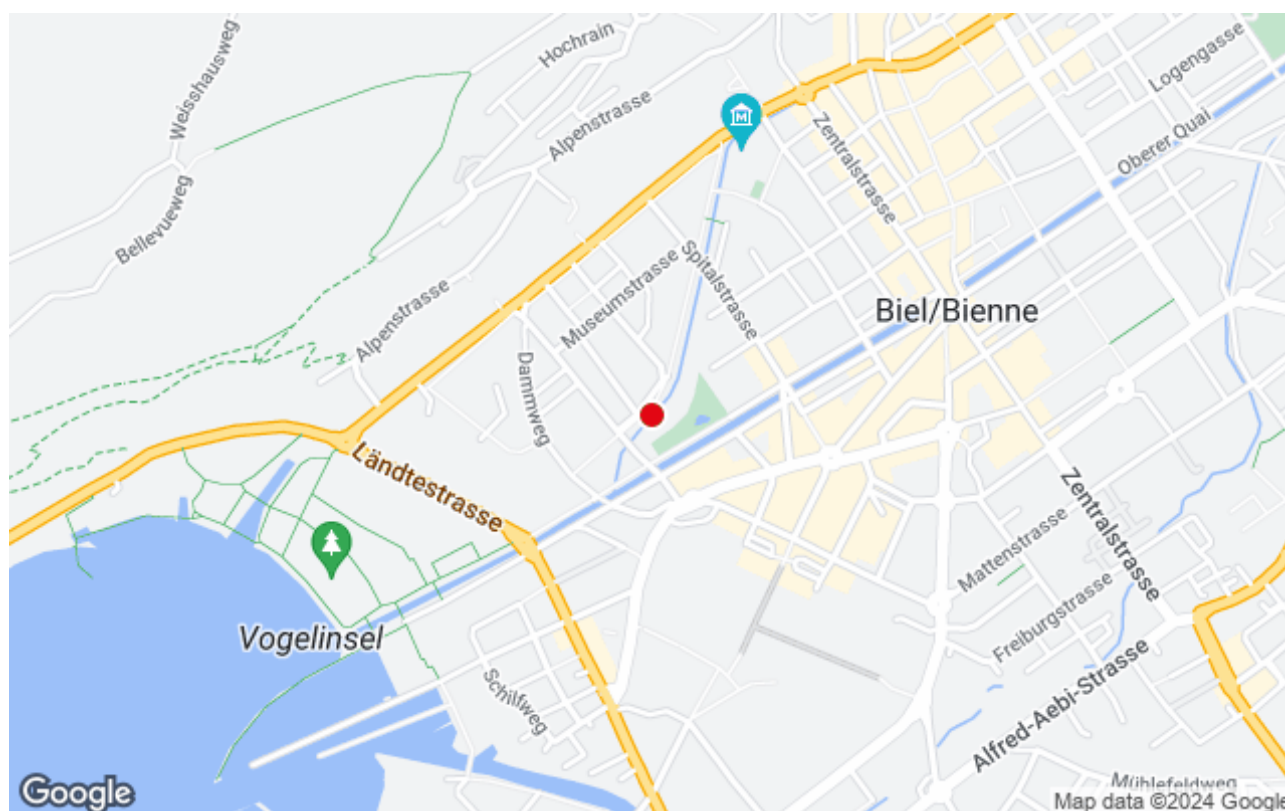 Hochrain
Weisshausweg
Logengasse
Alpenstrasse
Zentralstrasse
Oberer Quai
Bellevueweg
Museumstrasse
Spitalstrasse
Biel/Bienne
Alpenstrasse
Dammweg
Ländtestrasse
Zentralstrasse
Mattenstrasse
Freiburgstrasse
Vogelinsel
Schilfweg
Alfred-Aebi-Strasse
Mühlefeldweg
Google
Map data ©2024 Google